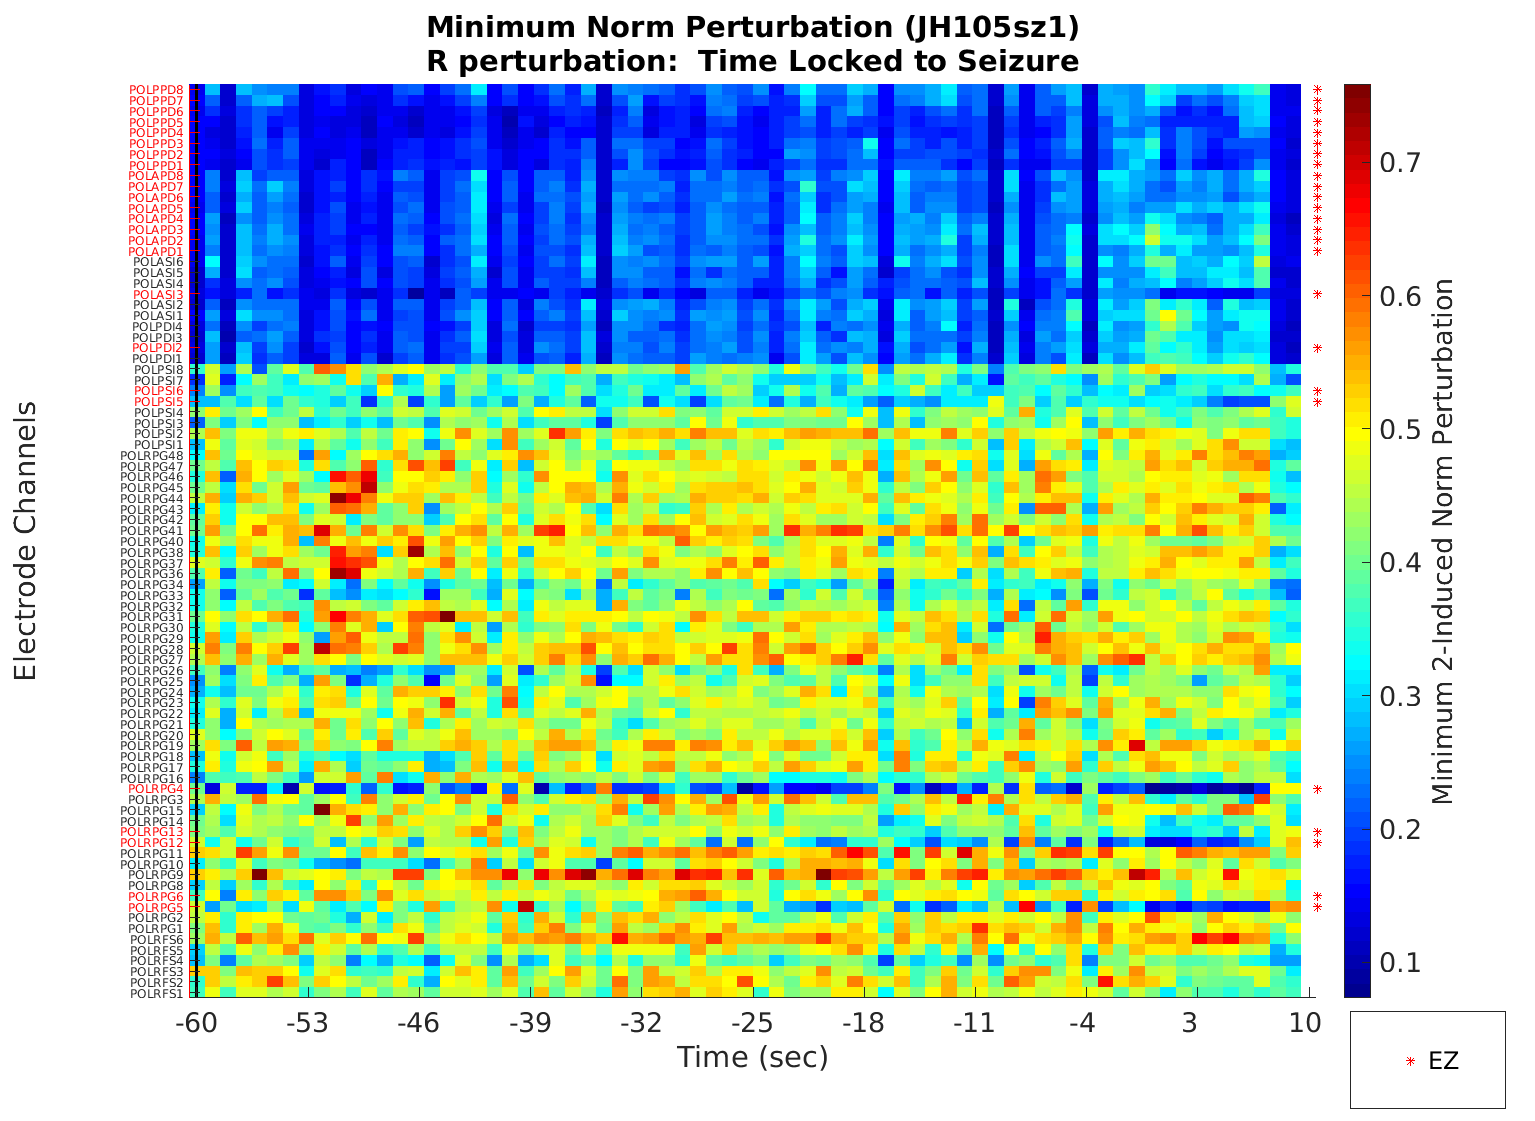 Minimum Norm Perturbation (JH105sz1)
R perturbation:  Time Locked to Seizure
Electrode Channels
POLPPD8
POLPPD7
POLPPD6
POLPPD5
POLPPD4
POLPPD3
POLPPD2
POLPPD1
POLAPD8
POLAPD7
POLAPD6
POLAPD5
POLAPD4
POLAPD3
POLAPD2
POLAPD1
POLASI6
POLASI5
POLASI4
POLASI3
POLASI2
POLASI1
POLPDI4
POLPDI3
POLPDI2
POLPDI1
POLPSI8
POLPSI7
POLPSI6
POLPSI5
POLPSI4
POLPSI3
POLPSI2
POLPSI1
POLRPG48
POLRPG47
POLRPG46
POLRPG45
POLRPG44
POLRPG43
POLRPG42
POLRPG41
POLRPG40
POLRPG38
POLRPG37
POLRPG36
POLRPG34
POLRPG33
POLRPG32
POLRPG31
POLRPG30
POLRPG29
POLRPG28
POLRPG27
POLRPG26
POLRPG25
POLRPG24
POLRPG23
POLRPG22
POLRPG21
POLRPG20
POLRPG19
POLRPG18
POLRPG17
POLRPG16
POLRPG4
POLRPG3
POLRPG15
POLRPG14
POLRPG13
POLRPG12
POLRPG11
POLRPG10
POLRPG9
POLRPG8
POLRPG6
POLRPG5
POLRPG2
POLRPG1
POLRFS6
POLRFS5
POLRFS4
POLRFS3
POLRFS2
POLRFS1
-60 -53 -46 -39 -32 -25 -18 -11 -4 3 10
Time (sec)
0.7
0.6
0.5
0.4
0.3
0.2
0.1
Minimum 2-Induced Norm Perturbation
EZ